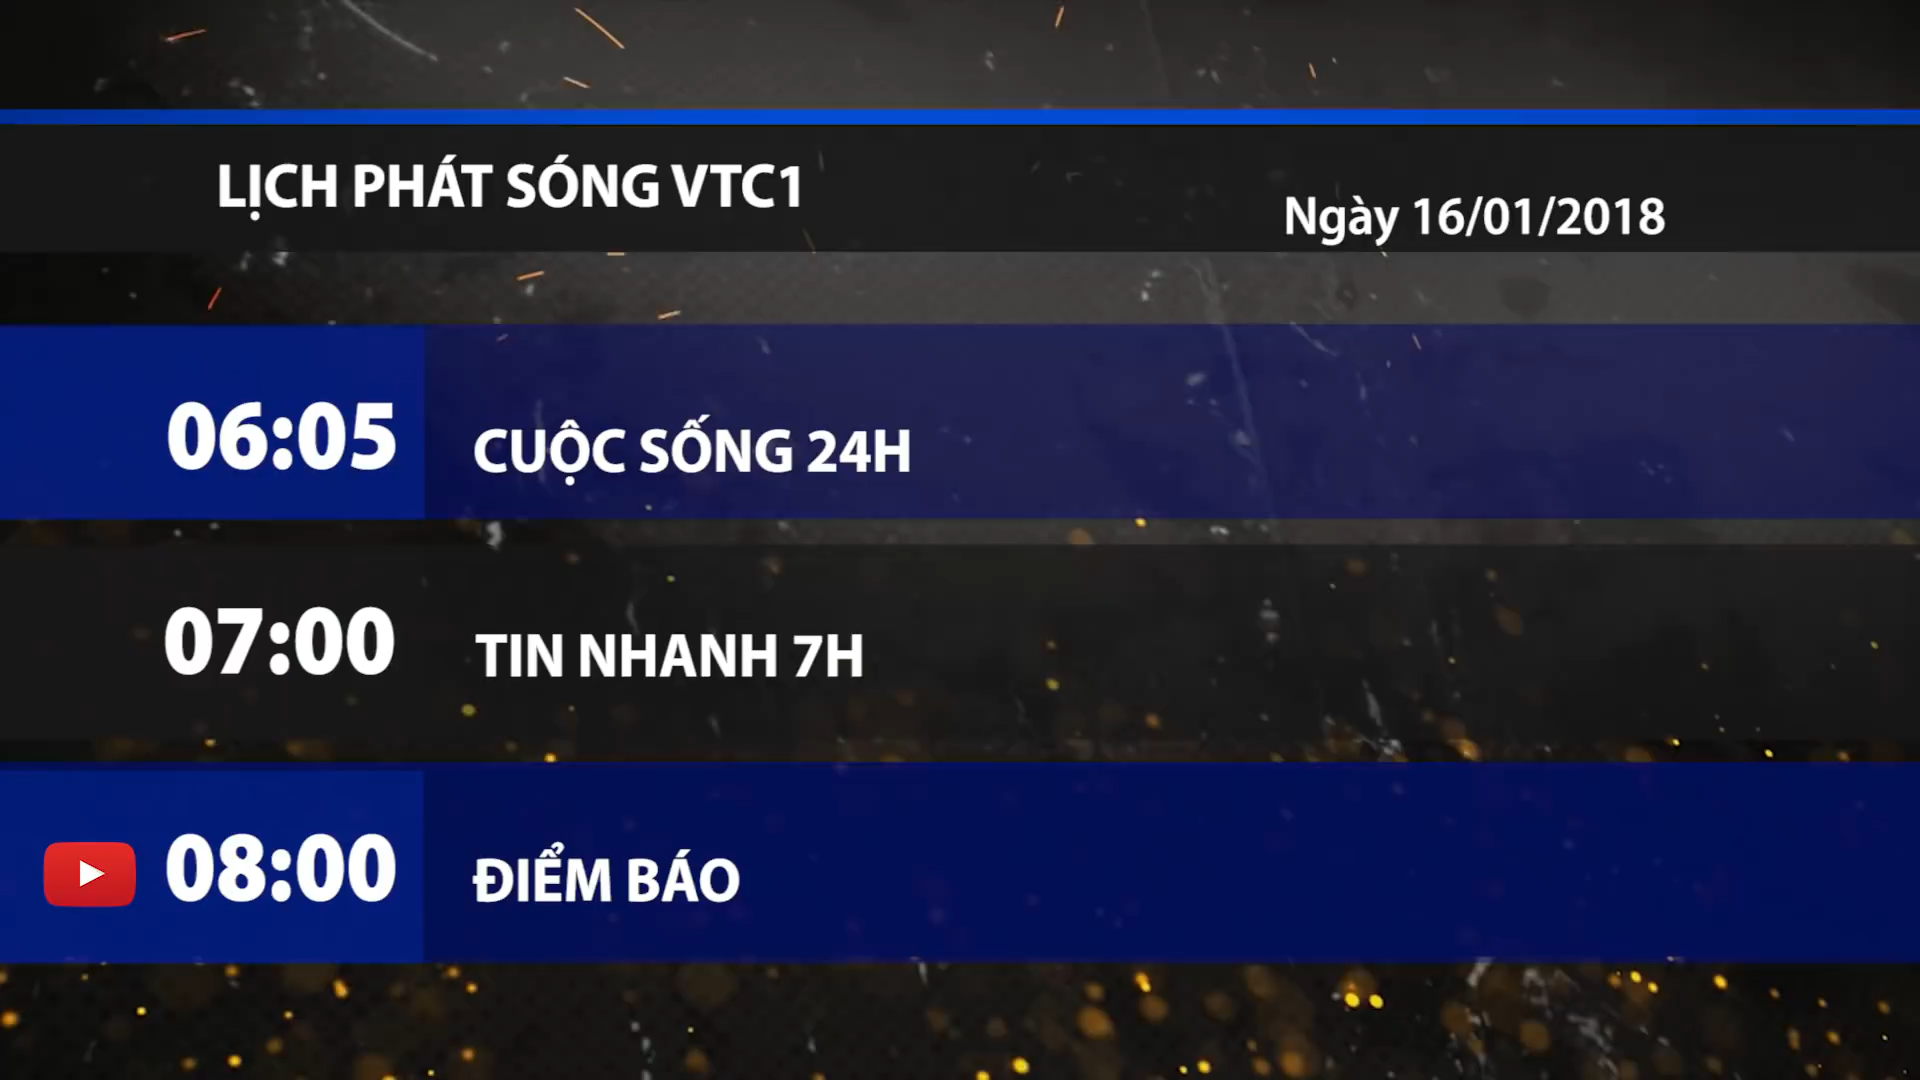 LỊCH PHÁT SÓNG VTC1
Ngày 16/01/2018
06:05 CUỘC SỐNG 24H
07:00 TIN NHANH 7H
08:00 ĐIỂM BÁO